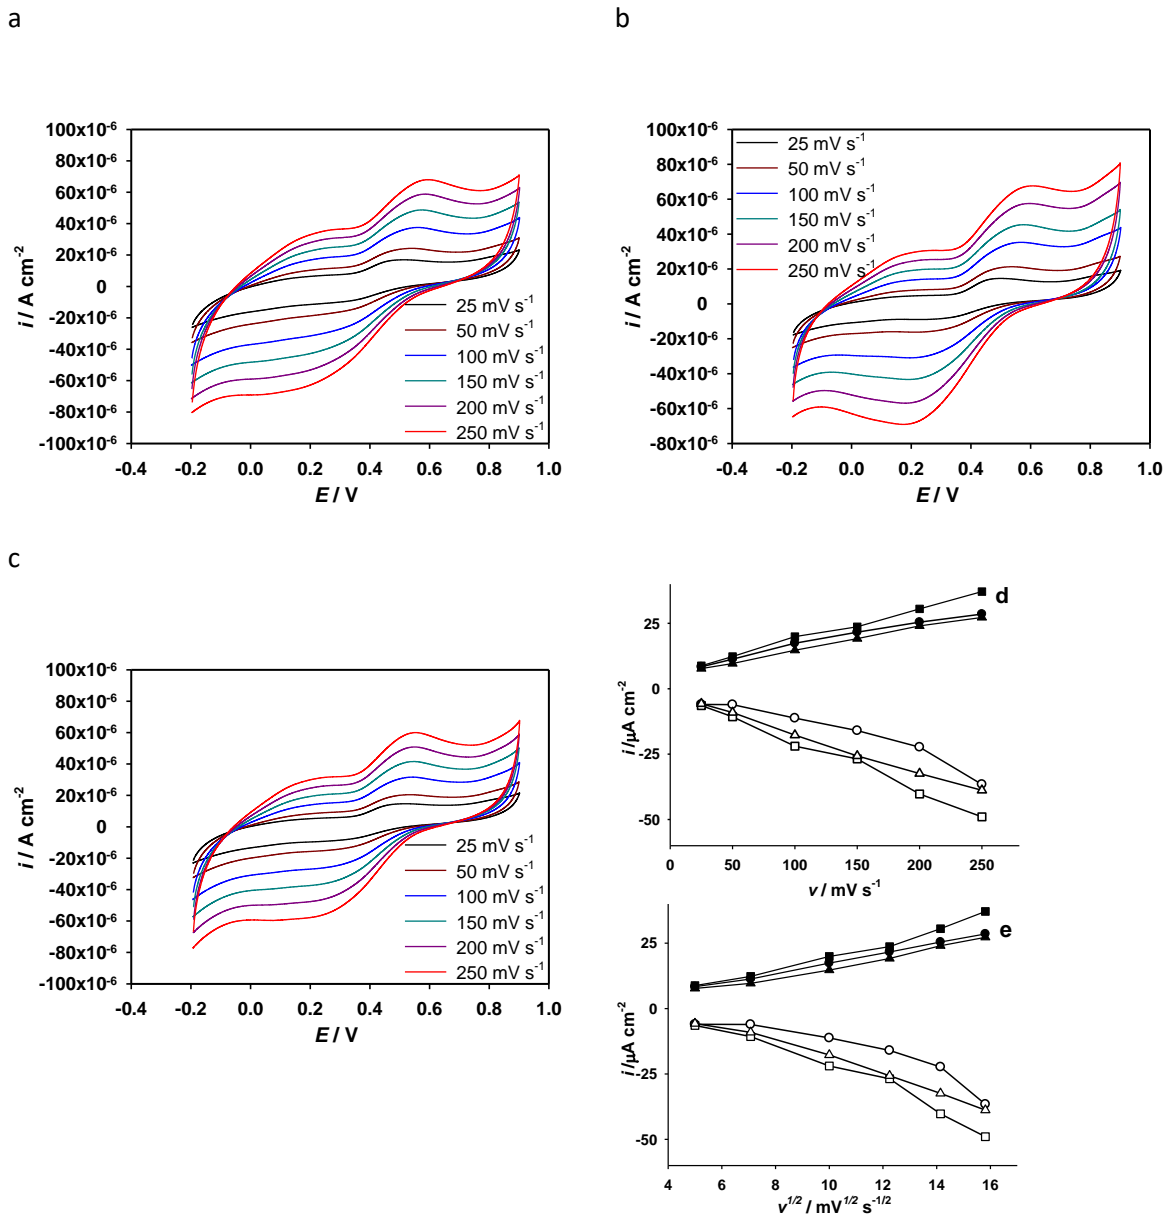 a
b
100x10⁻⁶
80x10⁻⁶
60x10⁻⁶
40x10⁻⁶
20x10⁻⁶
0
-20x10⁻⁶
-40x10⁻⁶
-60x10⁻⁶
-80x10⁻⁶
-100x10⁻⁶
i / A cm⁻²
25 mV s⁻¹
50 mV s⁻¹
100 mV s⁻¹
150 mV s⁻¹
200 mV s⁻¹
250 mV s⁻¹
-0.4 -0.2 0.0 0.2 0.4 0.6 0.8 1.0
E / V
100x10⁻⁶
80x10⁻⁶
60x10⁻⁶
40x10⁻⁶
20x10⁻⁶
0
-20x10⁻⁶
-40x10⁻⁶
-60x10⁻⁶
-80x10⁻⁶
i / A cm⁻²
25 mV s⁻¹
50 mV s⁻¹
100 mV s⁻¹
150 mV s⁻¹
200 mV s⁻¹
250 mV s⁻¹
-0.4 -0.2 0.0 0.2 0.4 0.6 0.8 1.0
E / V
c
100x10⁻⁶
80x10⁻⁶
60x10⁻⁶
40x10⁻⁶
20x10⁻⁶
0
-20x10⁻⁶
-40x10⁻⁶
-60x10⁻⁶
-80x10⁻⁶
-100x10⁻⁶
i / A cm⁻²
25 mV s⁻¹
50 mV s⁻¹
100 mV s⁻¹
150 mV s⁻¹
200 mV s⁻¹
250 mV s⁻¹
-0.4 -0.2 0.0 0.2 0.4 0.6 0.8 1.0
E / V
d
25
0
-25
-50
i /μA cm⁻²
0 50 100 150 200 250
v / mV s⁻¹
e
25
0
-25
-50
i /μA cm⁻²
4 6 8 10 12 14 16
v¹ᐟ² / mV¹ᐟ² s⁻¹ᐟ²